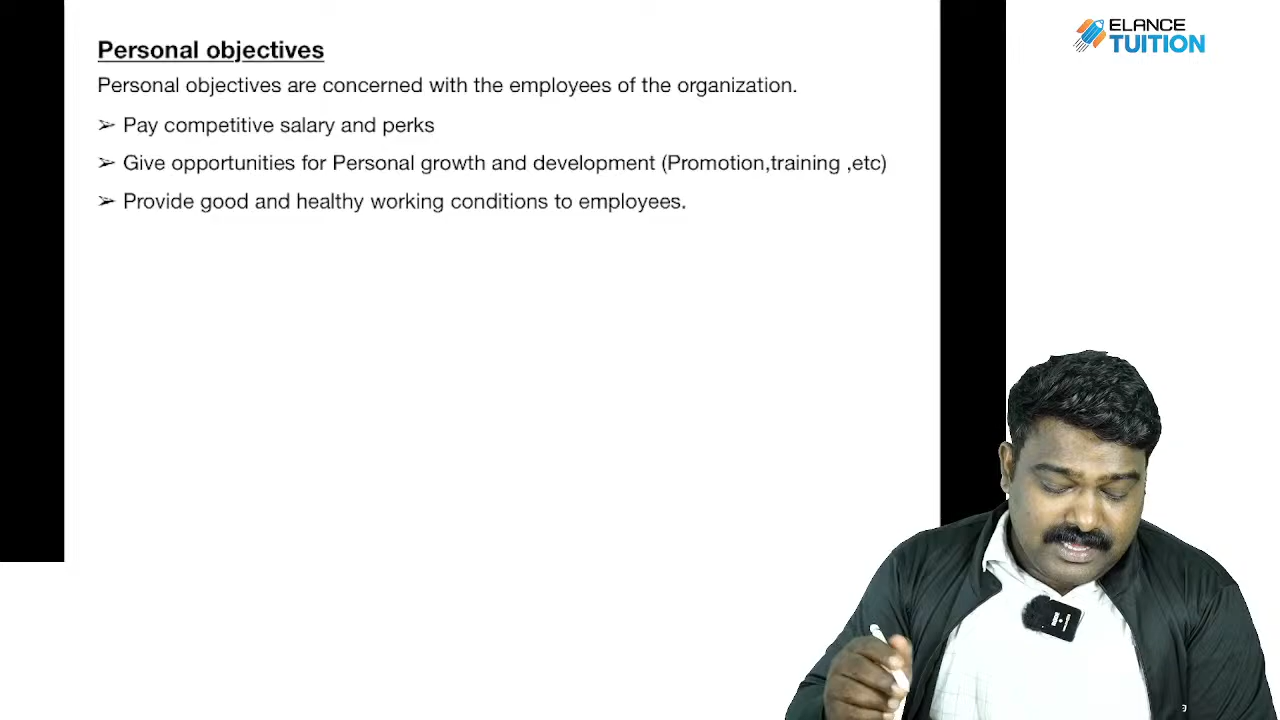 Personal objectives
Personal objectives are concerned with the employees of the organization.
➢ Pay competitive salary and perks
➢ Give opportunities for Personal growth and development (Promotion,training ,etc)
➢ Provide good and healthy working conditions to employees.
ELANCE
TUITION